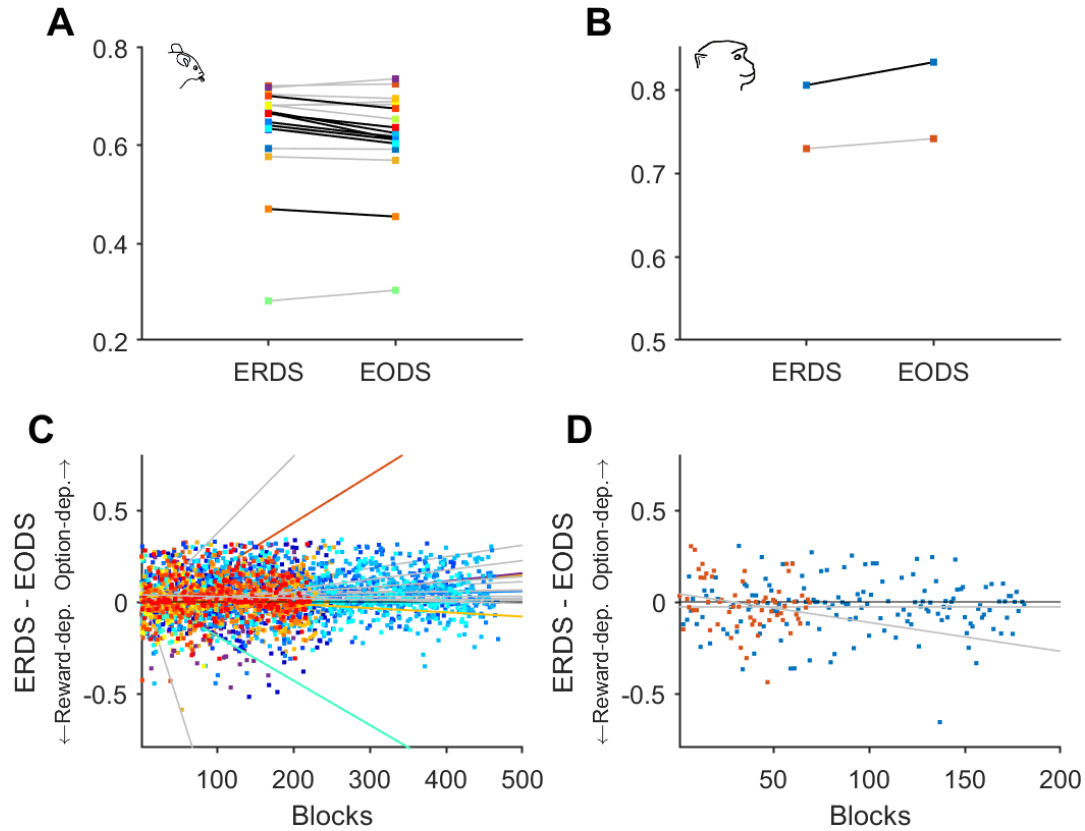 A
0.8
0.6
0.4
0.2
ERDS EODS
B
0.8
0.7
0.6
0.5
ERDS EODS
C
ERDS - EODS
←Reward-dep. Option-dep.→
0.5
0
-0.5
100 200 300 400 500
Blocks
D
ERDS - EODS
←Reward-dep. Option-dep.→
0.5
0
-0.5
50 100 150 200
Blocks